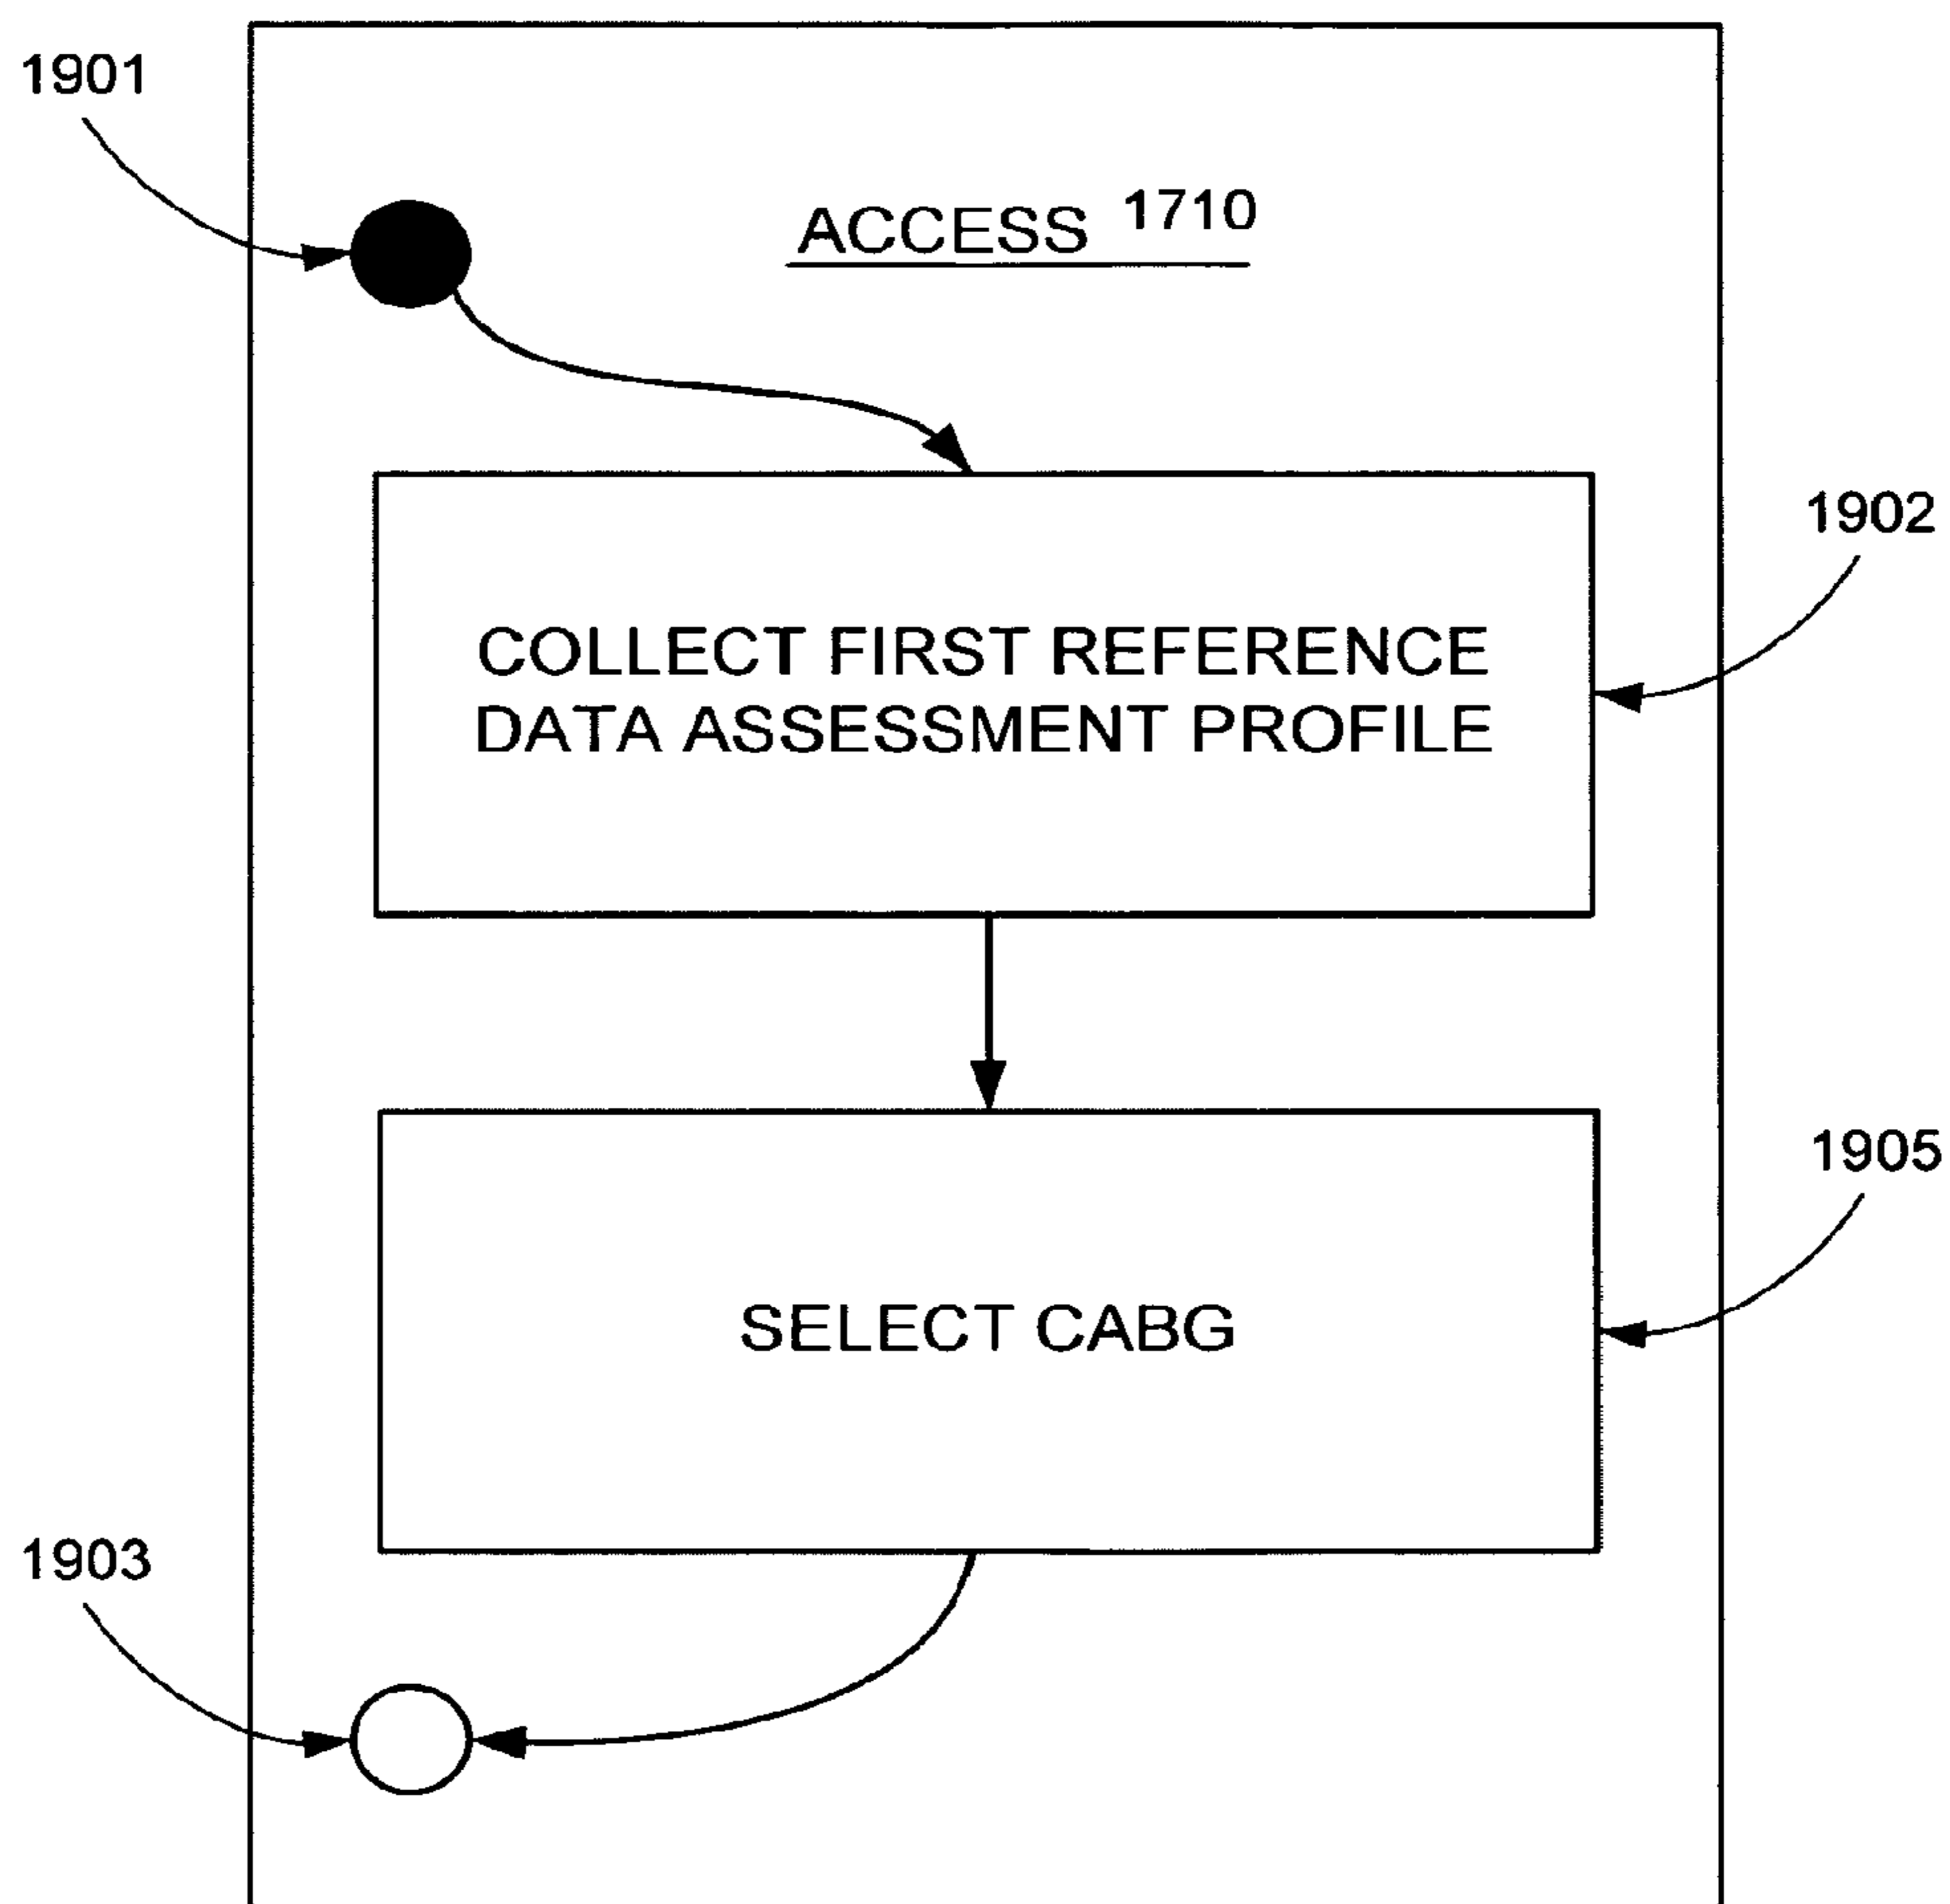 1901
ACCESS 1710
1902
COLLECT FIRST REFERENCE
DATA ASSESSMENT PROFILE
1905
SELECT CABG
1903